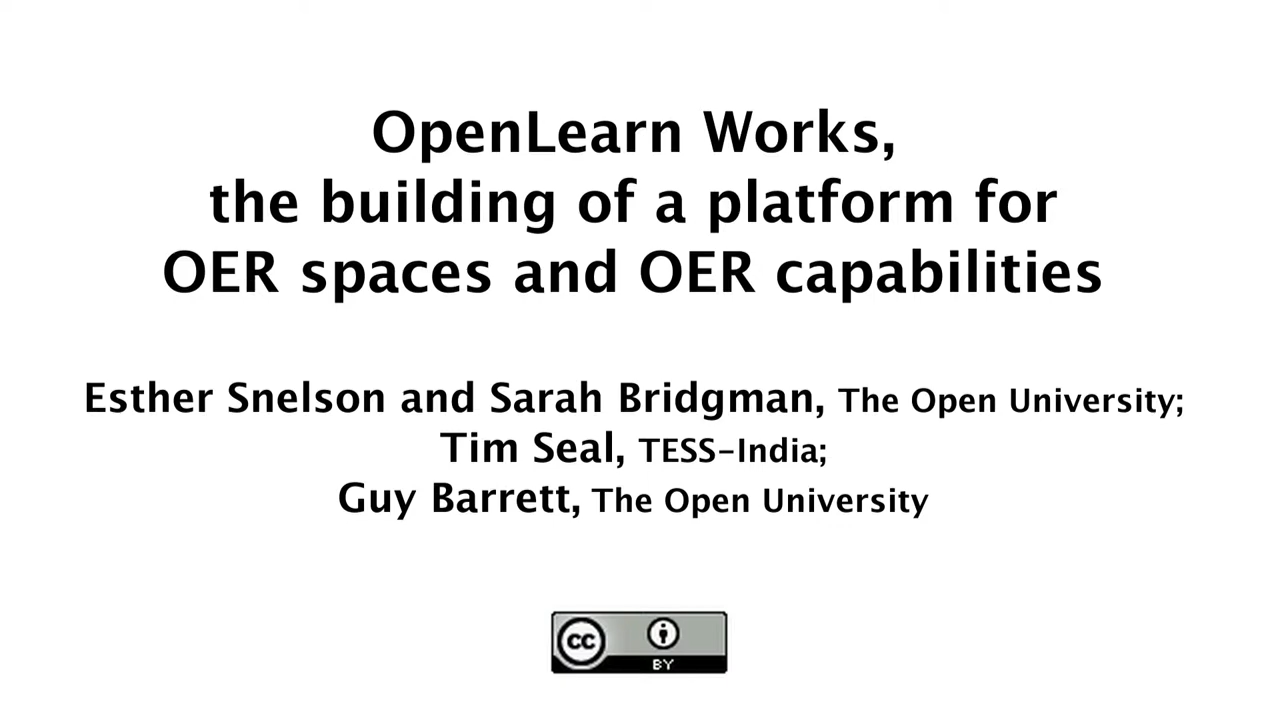 OpenLearn Works,
the building of a platform for
OER spaces and OER capabilities
Esther Snelson and Sarah Bridgman, The Open University;
Tim Seal, TESS-India;
Guy Barrett, The Open University
cc
BY